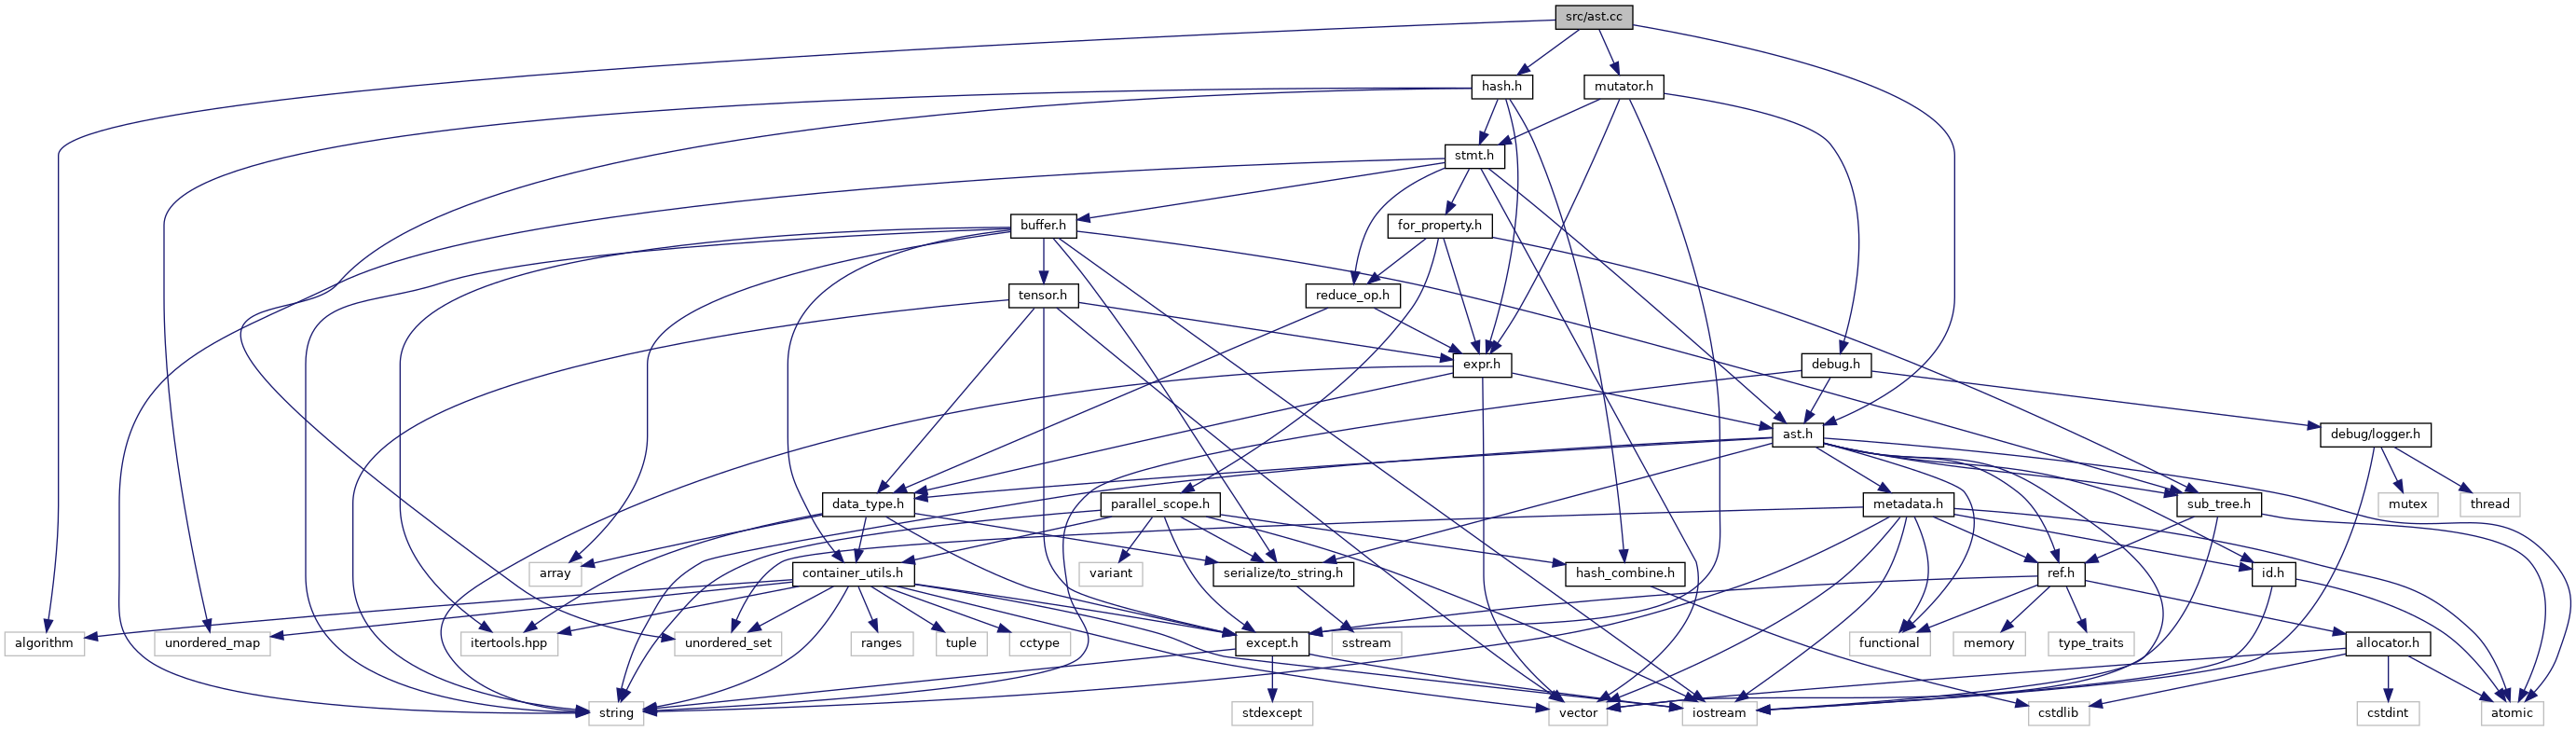 src/ast.cc
hash.h
mutator.h
stmt.h
buffer.h
for_property.h
tensor.h
reduce_op.h
expr.h
debug.h
ast.h
debug/logger.h
data_type.h
parallel_scope.h
metadata.h
sub_tree.h
mutex
thread
array
container_utils.h
variant
serialize/to_string.h
hash_combine.h
ref.h
id.h
algorithm
unordered_map
itertools.hpp
unordered_set
ranges
tuple
cctype
except.h
sstream
functional
memory
type_traits
allocator.h
string
stdexcept
vector
iostream
cstdlib
cstdint
atomic